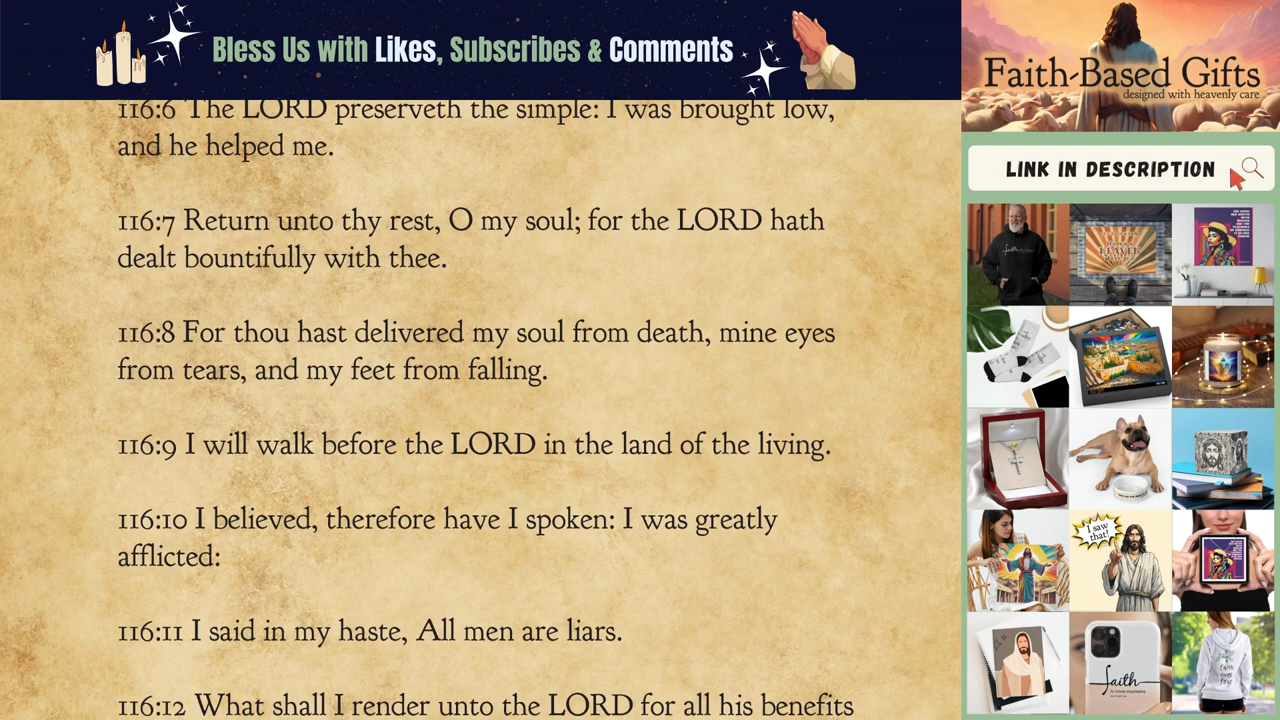 Bless Us with Likes, Subscribes & Comments
116:6 The LORD preserveth the simple: I was brought low,
and he helped me.
116:7 Return unto thy rest, O my soul; for the LORD hath
dealt bountifully with thee.
116:8 For thou hast delivered my soul from death, mine eyes
from tears, and my feet from falling.
116:9 I will walk before the LORD in the land of the living.
116:10 I believed, therefore have I spoken: I was greatly
afflicted:
116:11 I said in my haste, All men are liars.
116:12 What shall I render unto the LORD for all his benefits
Faith-Based Gifts
designed with heavenly care
LINK IN DESCRIPTION
faith
I saw
that!
faith
faith
over
fear